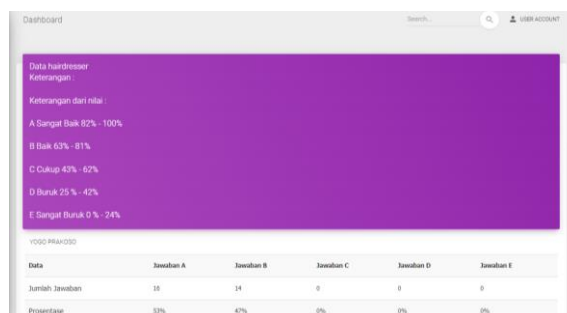 Dashboard Search... USER ACCOUNT
Data hairdresser
Keterangan :
Keterangan dari nilai :
A Sangat Baik 82% - 100%
B Baik 63% - 81%
C Cukup 43% - 62%
D Buruk 25 % - 42%
E Sangat Buruk 0 % - 24%
YOGO PRAKOSO
Data Jawaban A Jawaban B Jawaban C Jawaban D Jawaban E
Jumlah Jawaban 16 14 0 0 0
Prosentase 53% 47% 0% 0% 0%